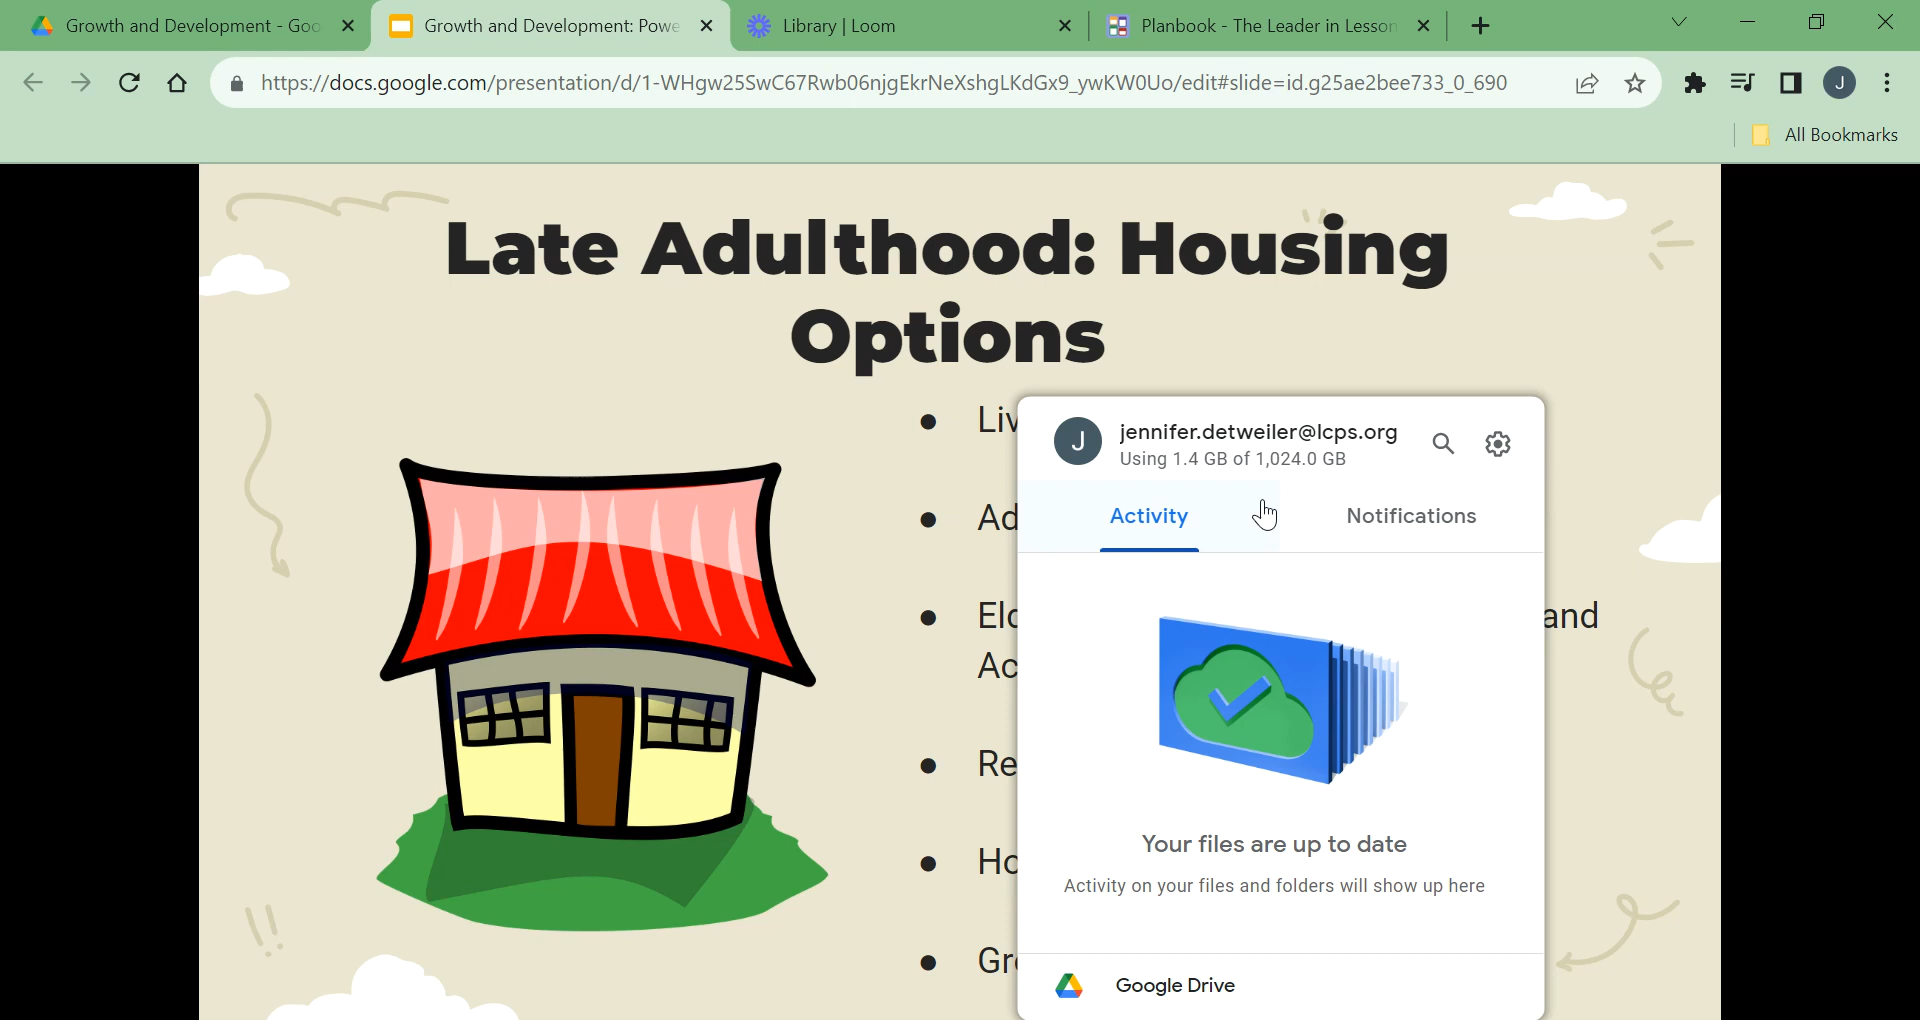 Growth and Development - Goo
Growth and Development: Powe
Library | Loom
Planbook - The Leader in Lesson
https://docs.google.com/presentation/d/1-WHgw25SwC67Rwb06njgEkrNeXshgLKdGx9_ywKW0Uo/edit#slide=id.g25ae2bee733_0_690
J
All Bookmarks
Late Adulthood: Housing
Options
• Liv
• Ad
• Eld and
Ac
• Re
• Ho
• Gr
J
jennifer.detweiler@lcps.org
Using 1.4 GB of 1,024.0 GB
Activity Notifications
Your files are up to date
Activity on your files and folders will show up here
Google Drive